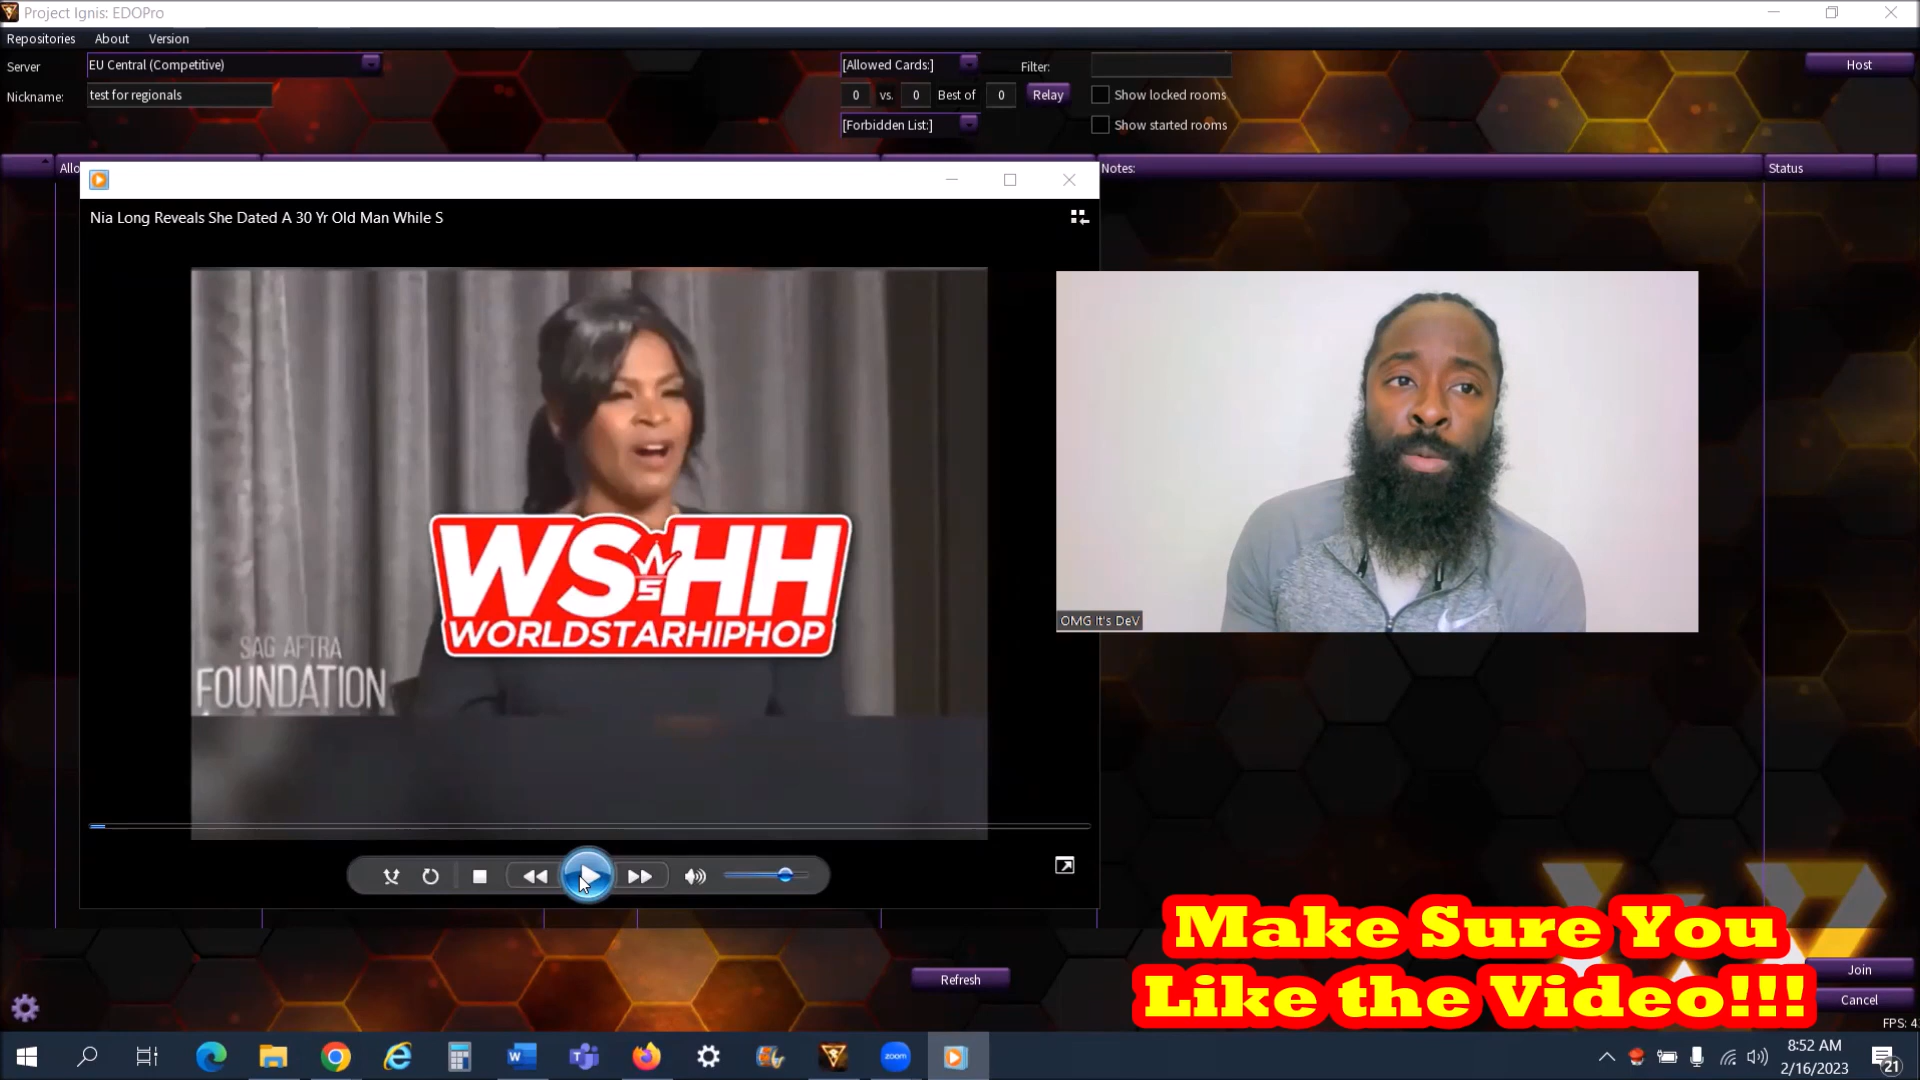 Project Ignis: EDOPro
Repositories About Version
Server EU Central (Competitive) [Allowed Cards:] Filter: Host
Nickname: test for regionals 0 vs. 0 Best of 0 Relay Show locked rooms
[Forbidden List:] Show started rooms
Allo Notes: Status
Nia Long Reveals She Dated A 30 Yr Old Man While S
WSHH
WORLDSTARHIPHOP
SAG AFTRA
FOUNDATION
OMG It's DeV
Make Sure You
Like the Video!!!
Refresh
Join
Cancel
FPS: 4
zoom
8:52 AM
2/16/2023
21